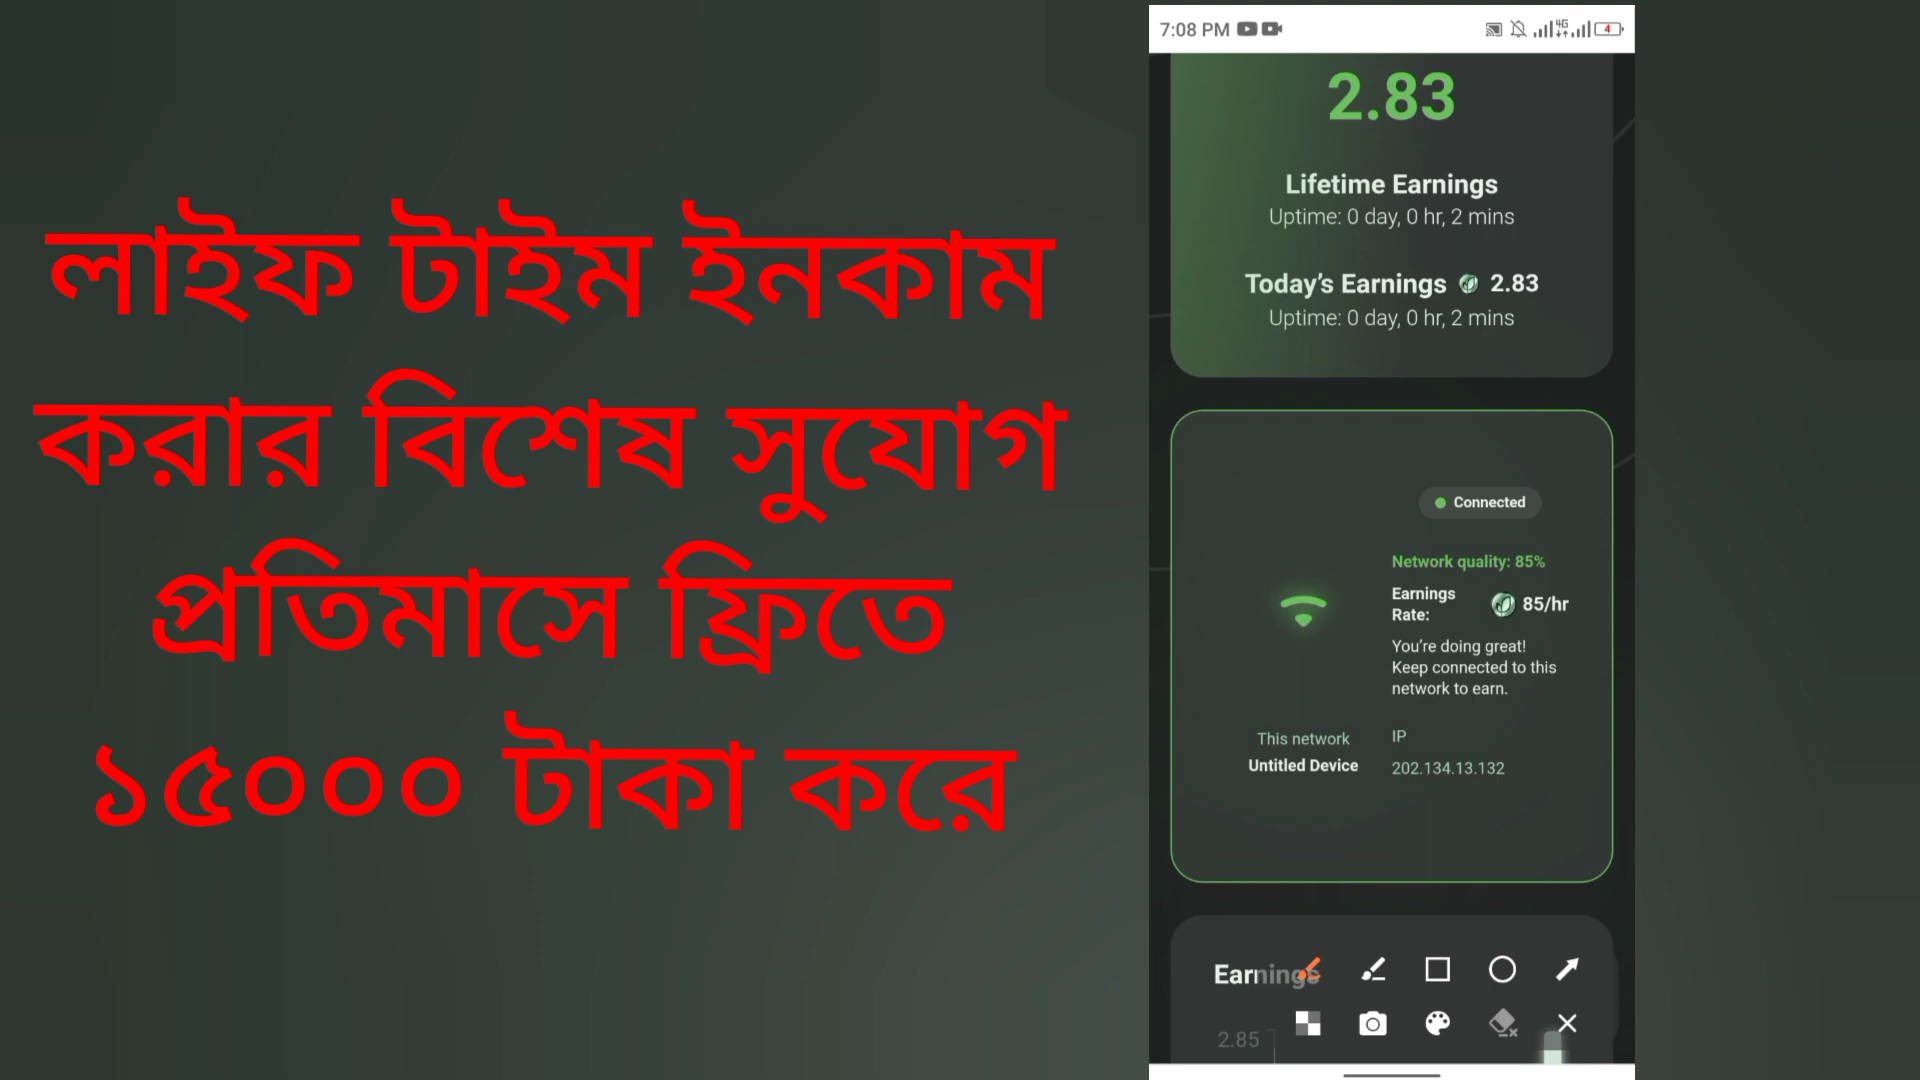 লাইফ টাইম ইনকাম
করার বিশেষ সুযোগ
প্রতিমাসে ফ্রিতে
১৫০০০ টাকা করে
7:08 PM
4G
4
2.83
Lifetime Earnings
Uptime: 0 day, 0 hr, 2 mins
Today's Earnings 2.83
Uptime: 0 day, 0 hr, 2 mins
Connected
Network quality: 85%
Earnings
Rate:
85/hr
You're doing great!
Keep connected to this
network to earn.
This network
Untitled Device
IP
202.134.13.132
Earnings
2.85